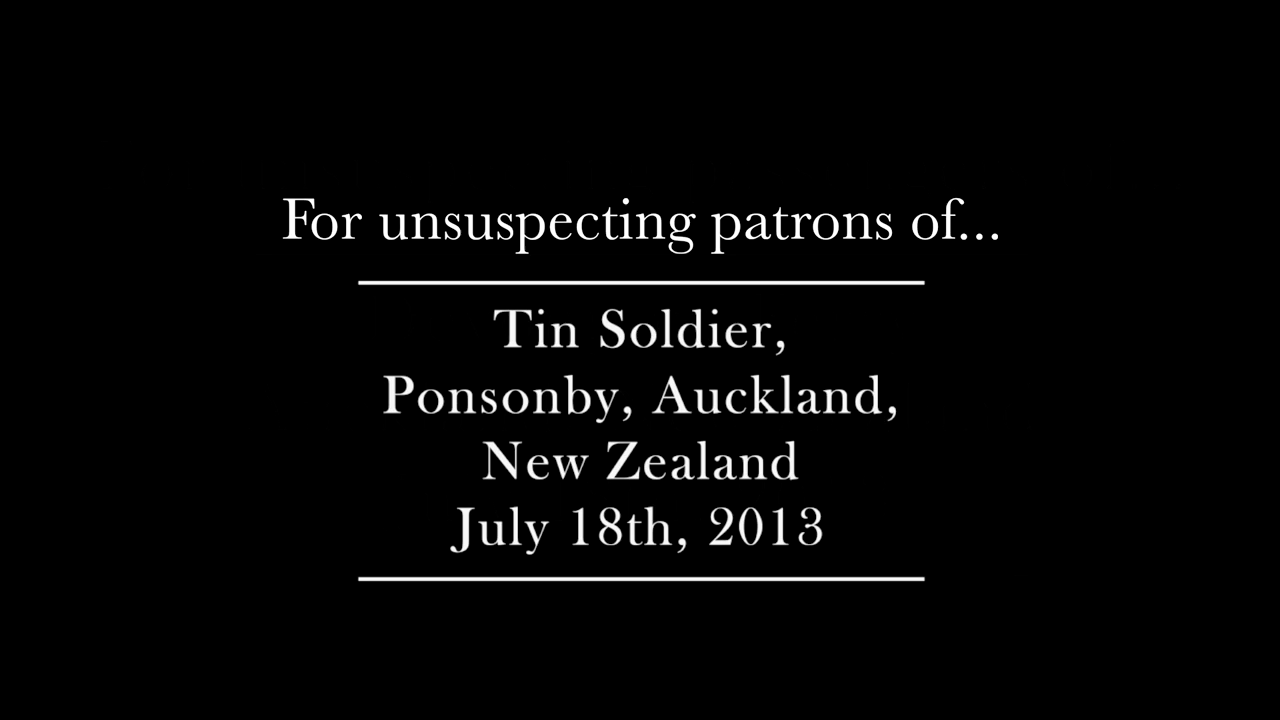 For unsuspecting patrons of...
Tin Soldier,
Ponsonby, Auckland,
New Zealand
July 18th, 2013